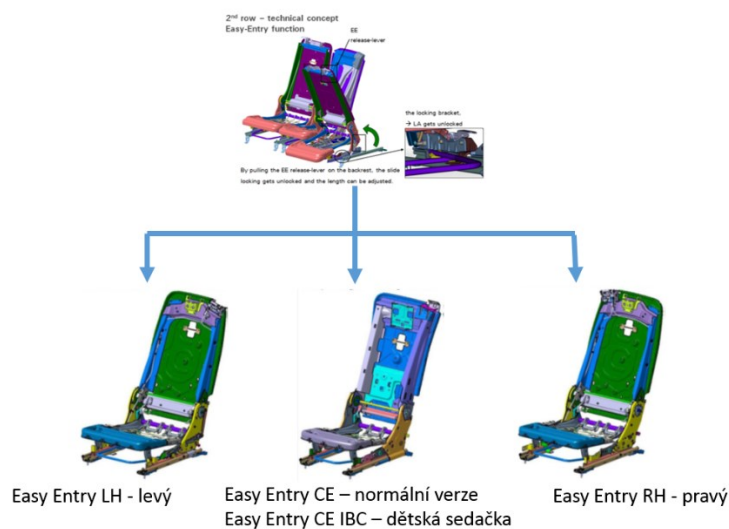 2nd row – technical concept
Easy-Entry function
EE
release-lever
the locking bracket,
→ LA gets unlocked
By pulling the EE release-lever on the backrest, the slide
locking gets unlocked and the length can be adjusted.
Easy Entry LH - levý
Easy Entry CE – normální verze
Easy Entry CE IBC – dětská sedačka
Easy Entry RH - pravý